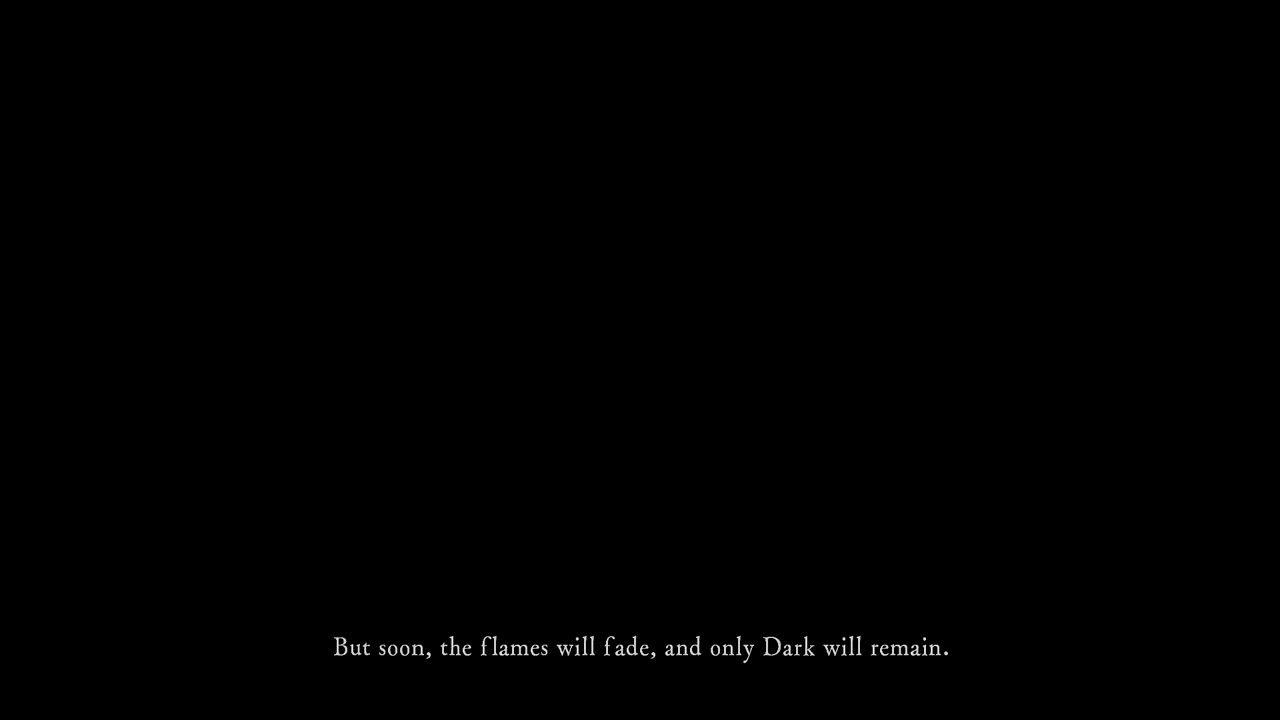 But soon, the flames will fade, and only Dark will remain.